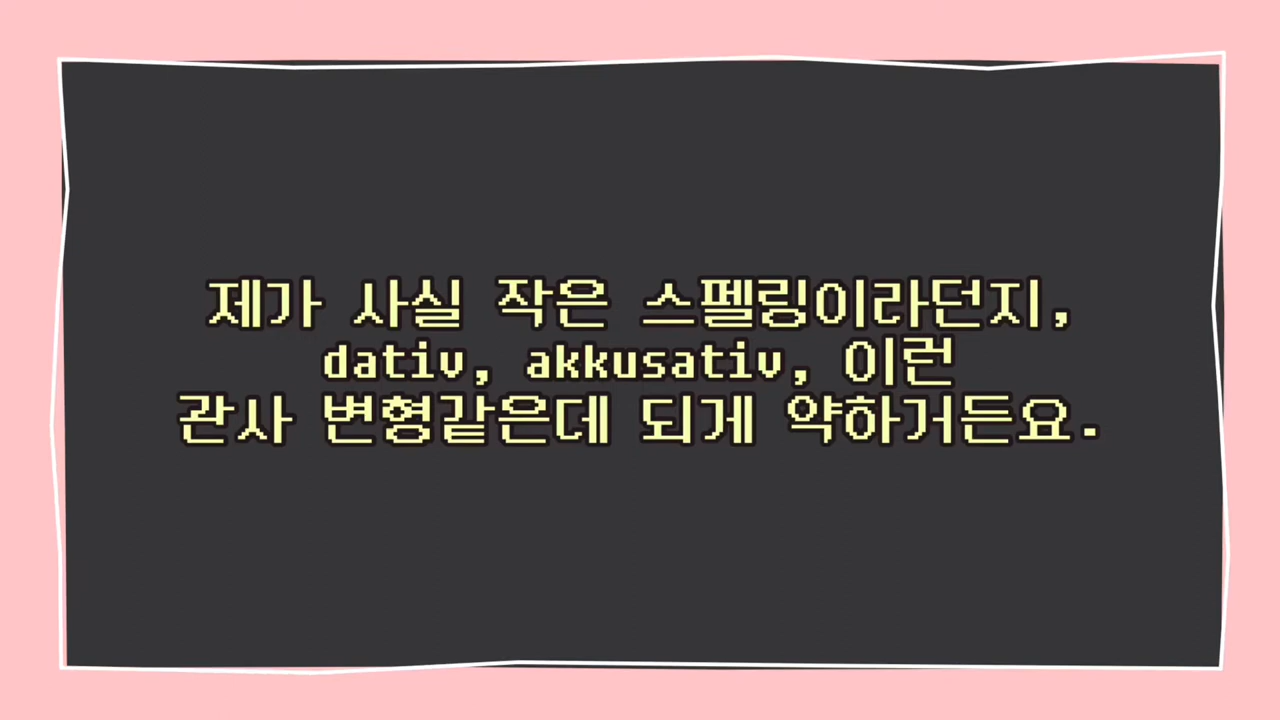 제가 사실 작은 스펠링이라던지,
dativ, akkusativ, 이런
관사 변형같은데 되게 약하거든요.